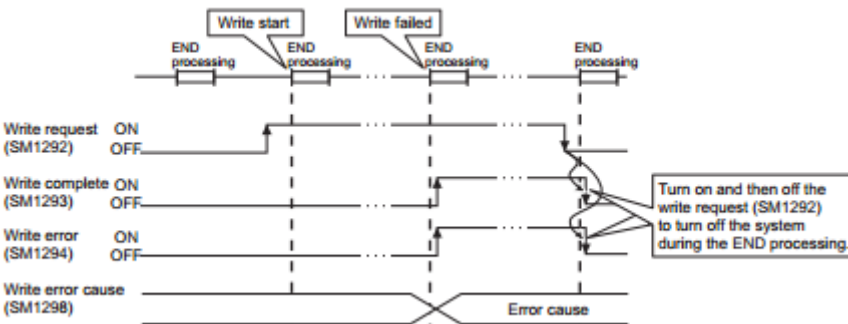 Write start
Write failed
END
processing
END
processing
END
processing
END
processing
Write request ON
(SM1292) OFF
Write complete ON
(SM1293) OFF
Write error ON
(SM1294) OFF
Turn on and then off the
write request (SM1292)
to turn off the system
during the END processing.
Write error cause
(SM1298)
Error cause